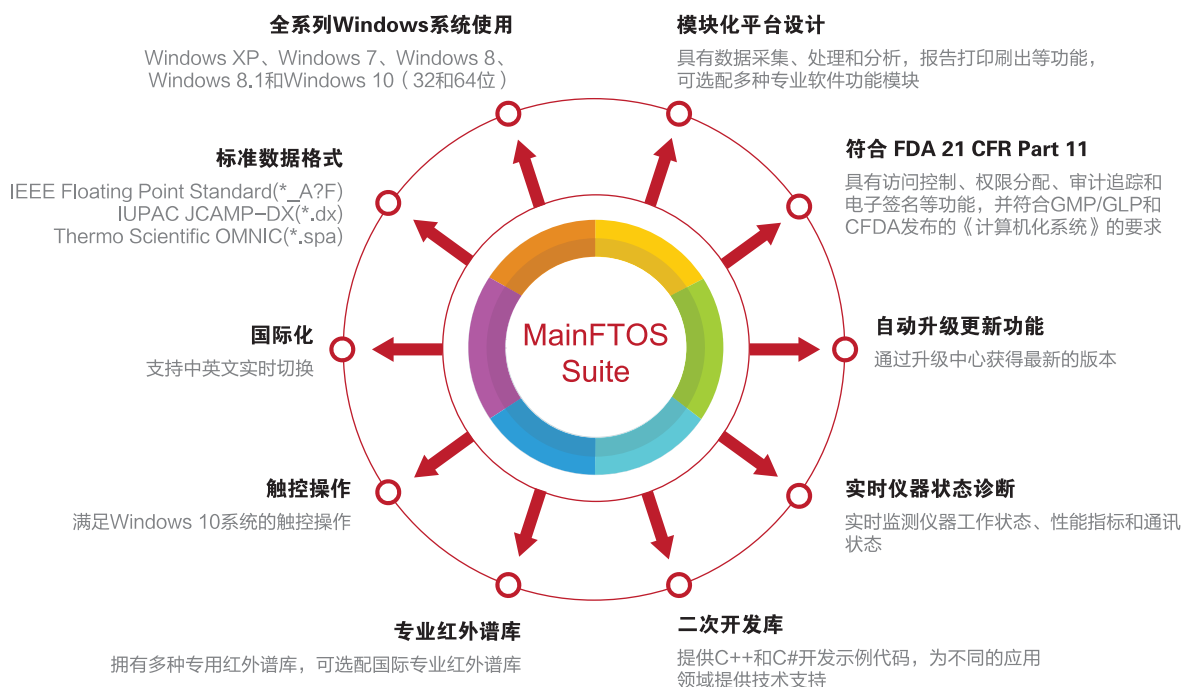 全系列Windows系统使用
Windows XP、Windows 7、Windows 8、
Windows 8.1和Windows 10（32和64位）
模块化平台设计
具有数据采集、处理和分析，报告打印刷出等功能，
可选配多种专业软件功能模块
标准数据格式
IEEE Floating Point Standard(*_A?F)
IUPAC JCAMP-DX(*.dx)
Thermo Scientific OMNIC(*.spa)
符合 FDA 21 CFR Part 11
具有访问控制、权限分配、审计追踪和
电子签名等功能，并符合GMP/GLP和
CFDA发布的《计算机化系统》的要求
国际化
支持中英文实时切换
MainFTOS
Suite
自动升级更新功能
通过升级中心获得最新的版本
触控操作
满足Windows 10系统的触控操作
实时仪器状态诊断
实时监测仪器工作状态、性能指标和通讯
状态
专业红外谱库
拥有多种专用红外谱库，可选配国际专业红外谱库
二次开发库
提供C++和C#开发示例代码，为不同的应用
领域提供技术支持